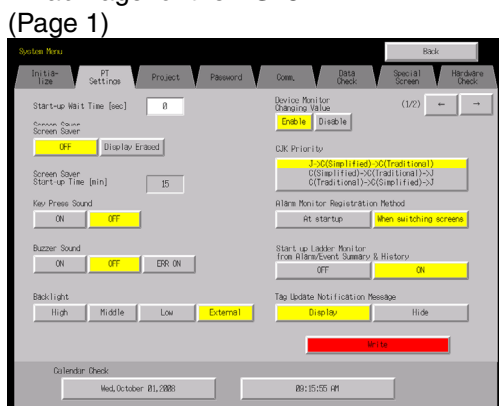 (Page 1)
System Menu
Back
Initia-
lize
PT
Settings
Project
Password
Comm.
Data
Check
Special
Screen
Hardware
Check
Start-up Wait Time [sec]
0
Screen Saver
Screen Saver
OFF
Display Erased
Screen Saver
Start-up Time [min]
15
Key Press Sound
ON
OFF
Buzzer Sound
ON
OFF
ERR ON
Backlight
High
Middle
Low
External
Device Monitor
Changing Value
(1/2)
←
→
Enable
Disable
CJK Priority
J->C(Simplified)->C(Traditional)
C(Simplified)->C(Traditional)->J
C(Traditional)->C(Simplified)->J
Alarm Monitor Registration Method
At startup
When switching screens
Start up Ladder Monitor
from Alarm/Event Summary & History
OFF
ON
Tag Update Notification Message
Display
Hide
Write
Calendar Check
Wed,October 01,2008
09:15:55 AM